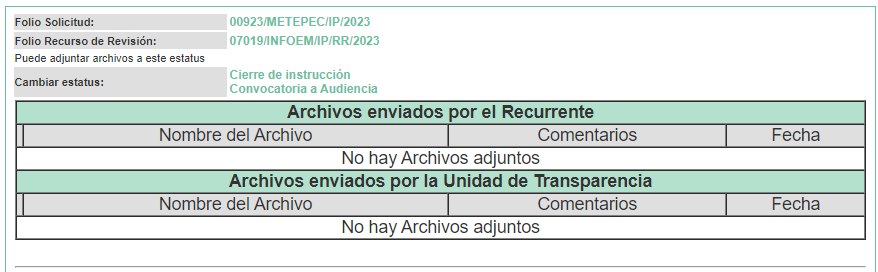 Folio Solicitud: 00923/METEPEC/IP/2023
Folio Recurso de Revisión: 07019/INFOEM/IP/RR/2023
Puede adjuntar archivos a este estatus
Cambiar estatus: Cierre de instrucción
Convocatoria a Audiencia
Archivos enviados por el Recurrente
Nombre del Archivo Comentarios Fecha
No hay Archivos adjuntos
Archivos enviados por la Unidad de Transparencia
Nombre del Archivo Comentarios Fecha
No hay Archivos adjuntos